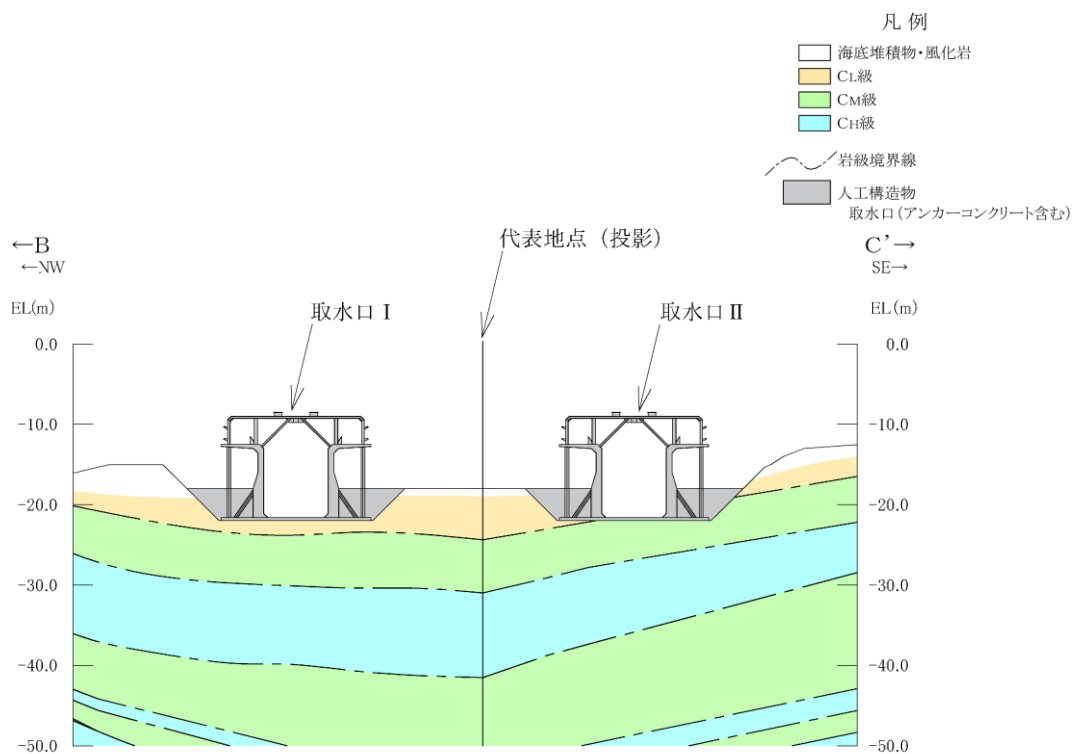 凡 例
海底堆積物・風化岩
CL級
CM級
CH級
岩級境界線
人工構造物
取水口(アンカーコンクリート含む)
←B
←NW
代表地点(投影)
C’→
SE→
EL(m)
取水口 I
取水口 II
EL(m)
0.0
0.0
-10.0
-10.0
-20.0
-20.0
-30.0
-30.0
-40.0
-40.0
-50.0
-50.0